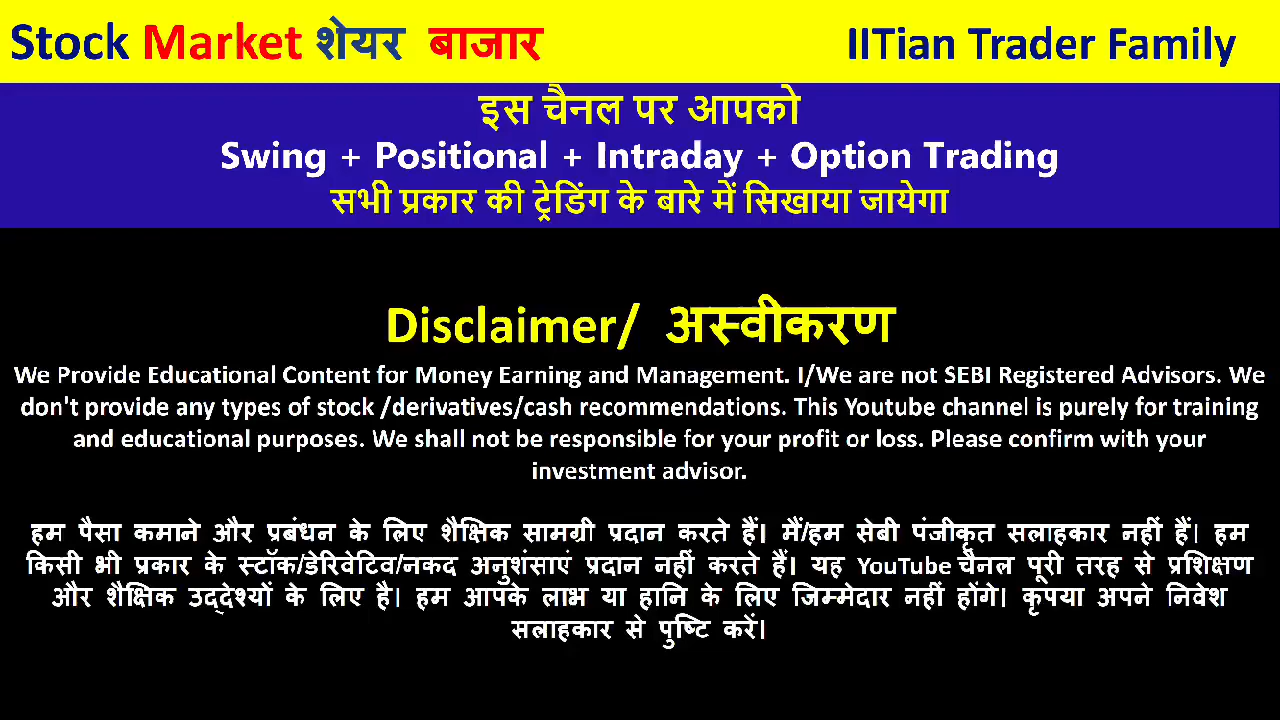 Stock Market शेयर बाजार IITian Trader Family
इस चैनल पर आपको
Swing + Positional + Intraday + Option Trading
सभी प्रकार की ट्रेडिंग के बारे में सिखाया जायेगा
Disclaimer/ अस्वीकरण
We Provide Educational Content for Money Earning and Management. I/We are not SEBI Registered Advisors. We
don't provide any types of stock /derivatives/cash recommendations. This Youtube channel is purely for training
and educational purposes. We shall not be responsible for your profit or loss. Please confirm with your
investment advisor.
हम पैसा कमाने और प्रबंधन के लिए शैक्षिक सामग्री प्रदान करते हैं। मैं/हम सेबी पंजीकृत सलाहकार नहीं हैं। हम
किसी भी प्रकार के स्टॉक/डेरिवेटिव/नकद अनुशंसाएं प्रदान नहीं करते हैं। यह YouTube चैनल पूरी तरह से प्रशिक्षण
और शैक्षिक उद्देश्यों के लिए है। हम आपके लाभ या हानि के लिए जिम्मेदार नहीं होंगे। कृपया अपने निवेश
सलाहकार से पुष्टि करें।